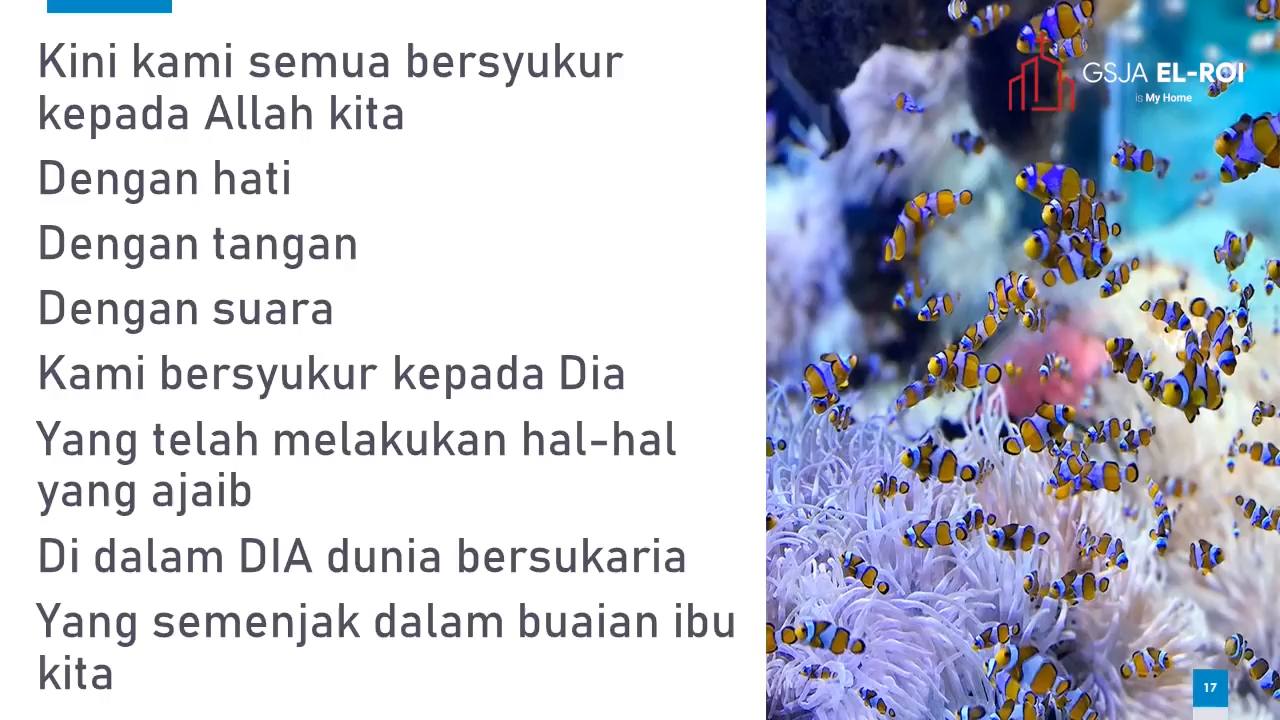 Kini kami semua bersyukur
kepada Allah kita
Dengan hati
Dengan tangan
Dengan suara
Kami bersyukur kepada Dia
Yang telah melakukan hal-hal
yang ajaib
Di dalam DIA dunia bersukaria
Yang semenjak dalam buaian ibu
kita
GSJA EL-ROI
is My Home
17